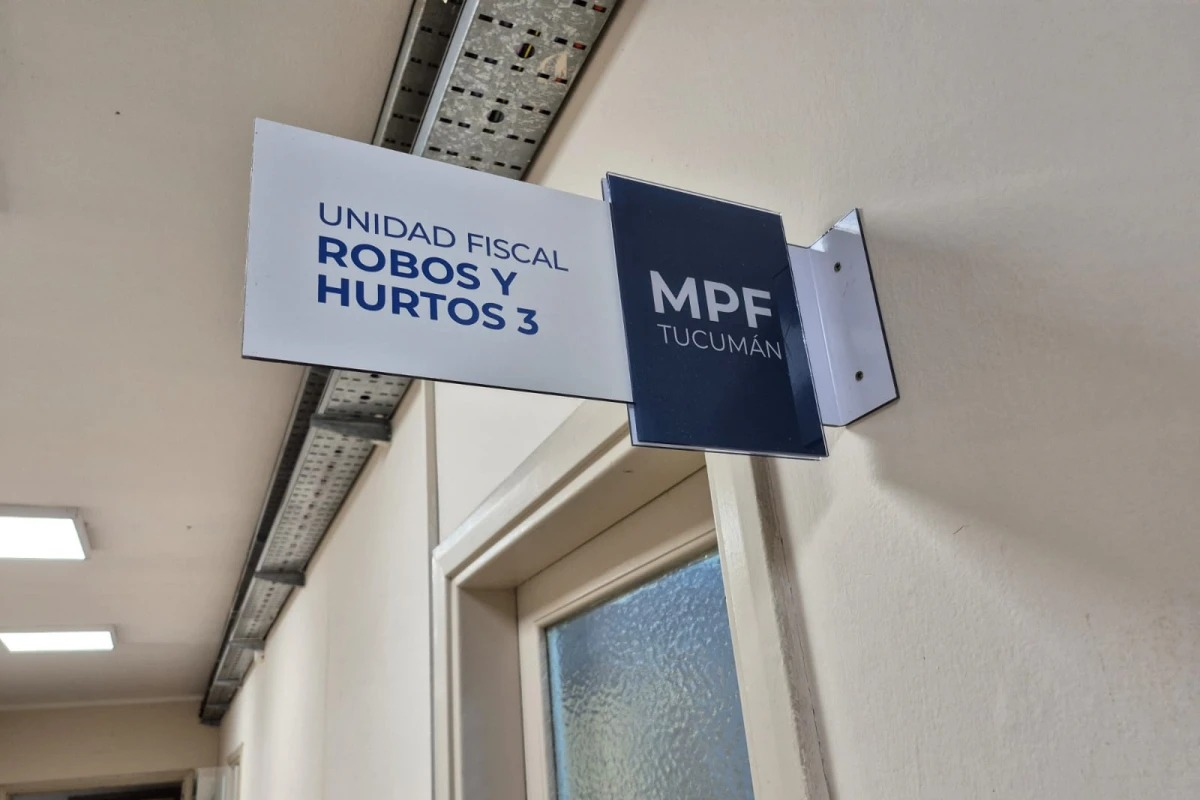 UNIDAD FISCAL
ROBOS Y
HURTOS 3
MPF
TUCUMÁN